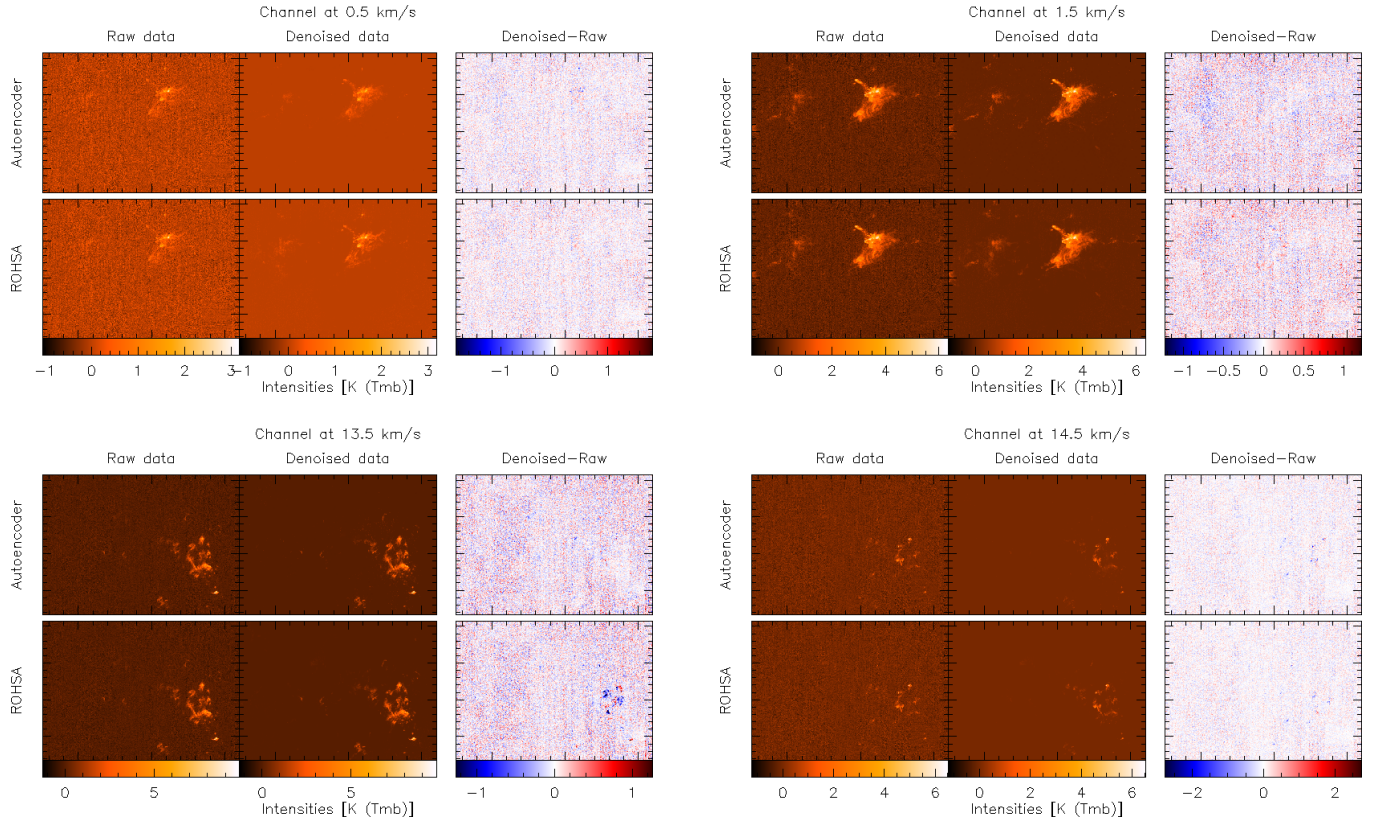 Channel at 0.5 km/s
Raw data Denoised data Denoised−Raw
Autoencoder
ROHSA
−1 0 1 2 3 −1 0 1 2 3 −1 0 1
Intensities [K (Tmb)]
Channel at 1.5 km/s
Raw data Denoised data Denoised−Raw
Autoencoder
ROHSA
0 2 4 6 0 2 4 6 −1 −0.5 0 0.5 1
Intensities [K (Tmb)]
Channel at 13.5 km/s
Raw data Denoised data Denoised−Raw
Autoencoder
ROHSA
0 5 0 5 −1 0 1
Intensities [K (Tmb)]
Channel at 14.5 km/s
Raw data Denoised data Denoised−Raw
Autoencoder
ROHSA
0 2 4 6 0 2 4 6 −2 0 2
Intensities [K (Tmb)]